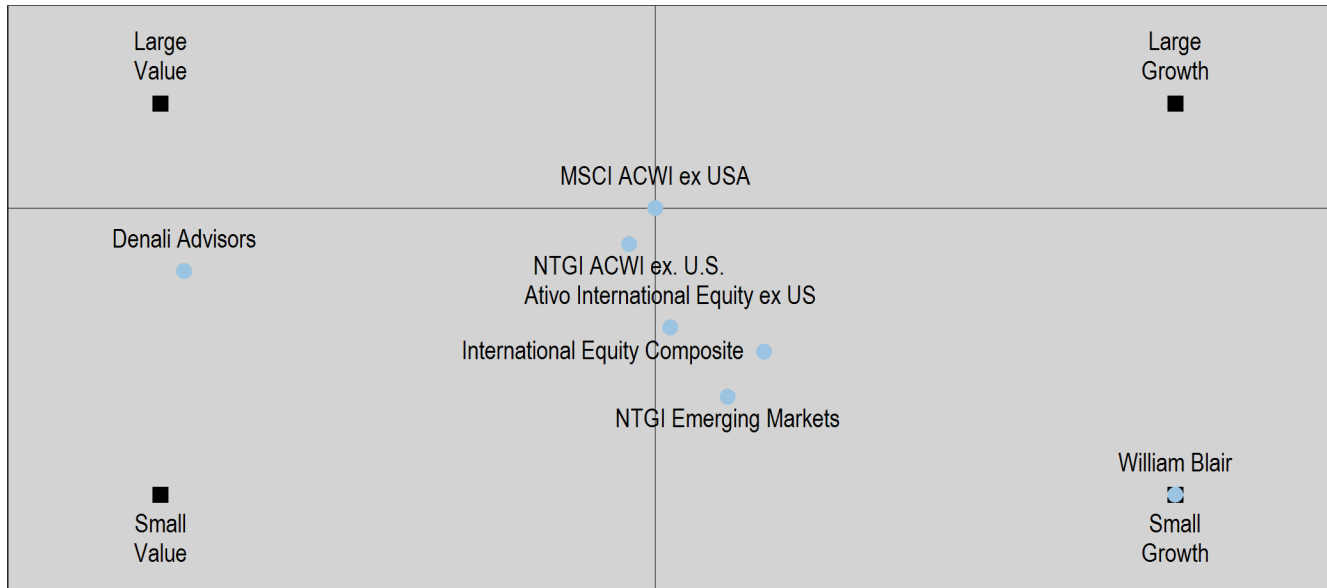 Large
Value
Large
Growth
MSCI ACWI ex USA
Denali Advisors
NTGI ACWI ex. U.S.
Ativo International Equity ex US
International Equity Composite
NTGI Emerging Markets
William Blair
Small
Value
Small
Growth